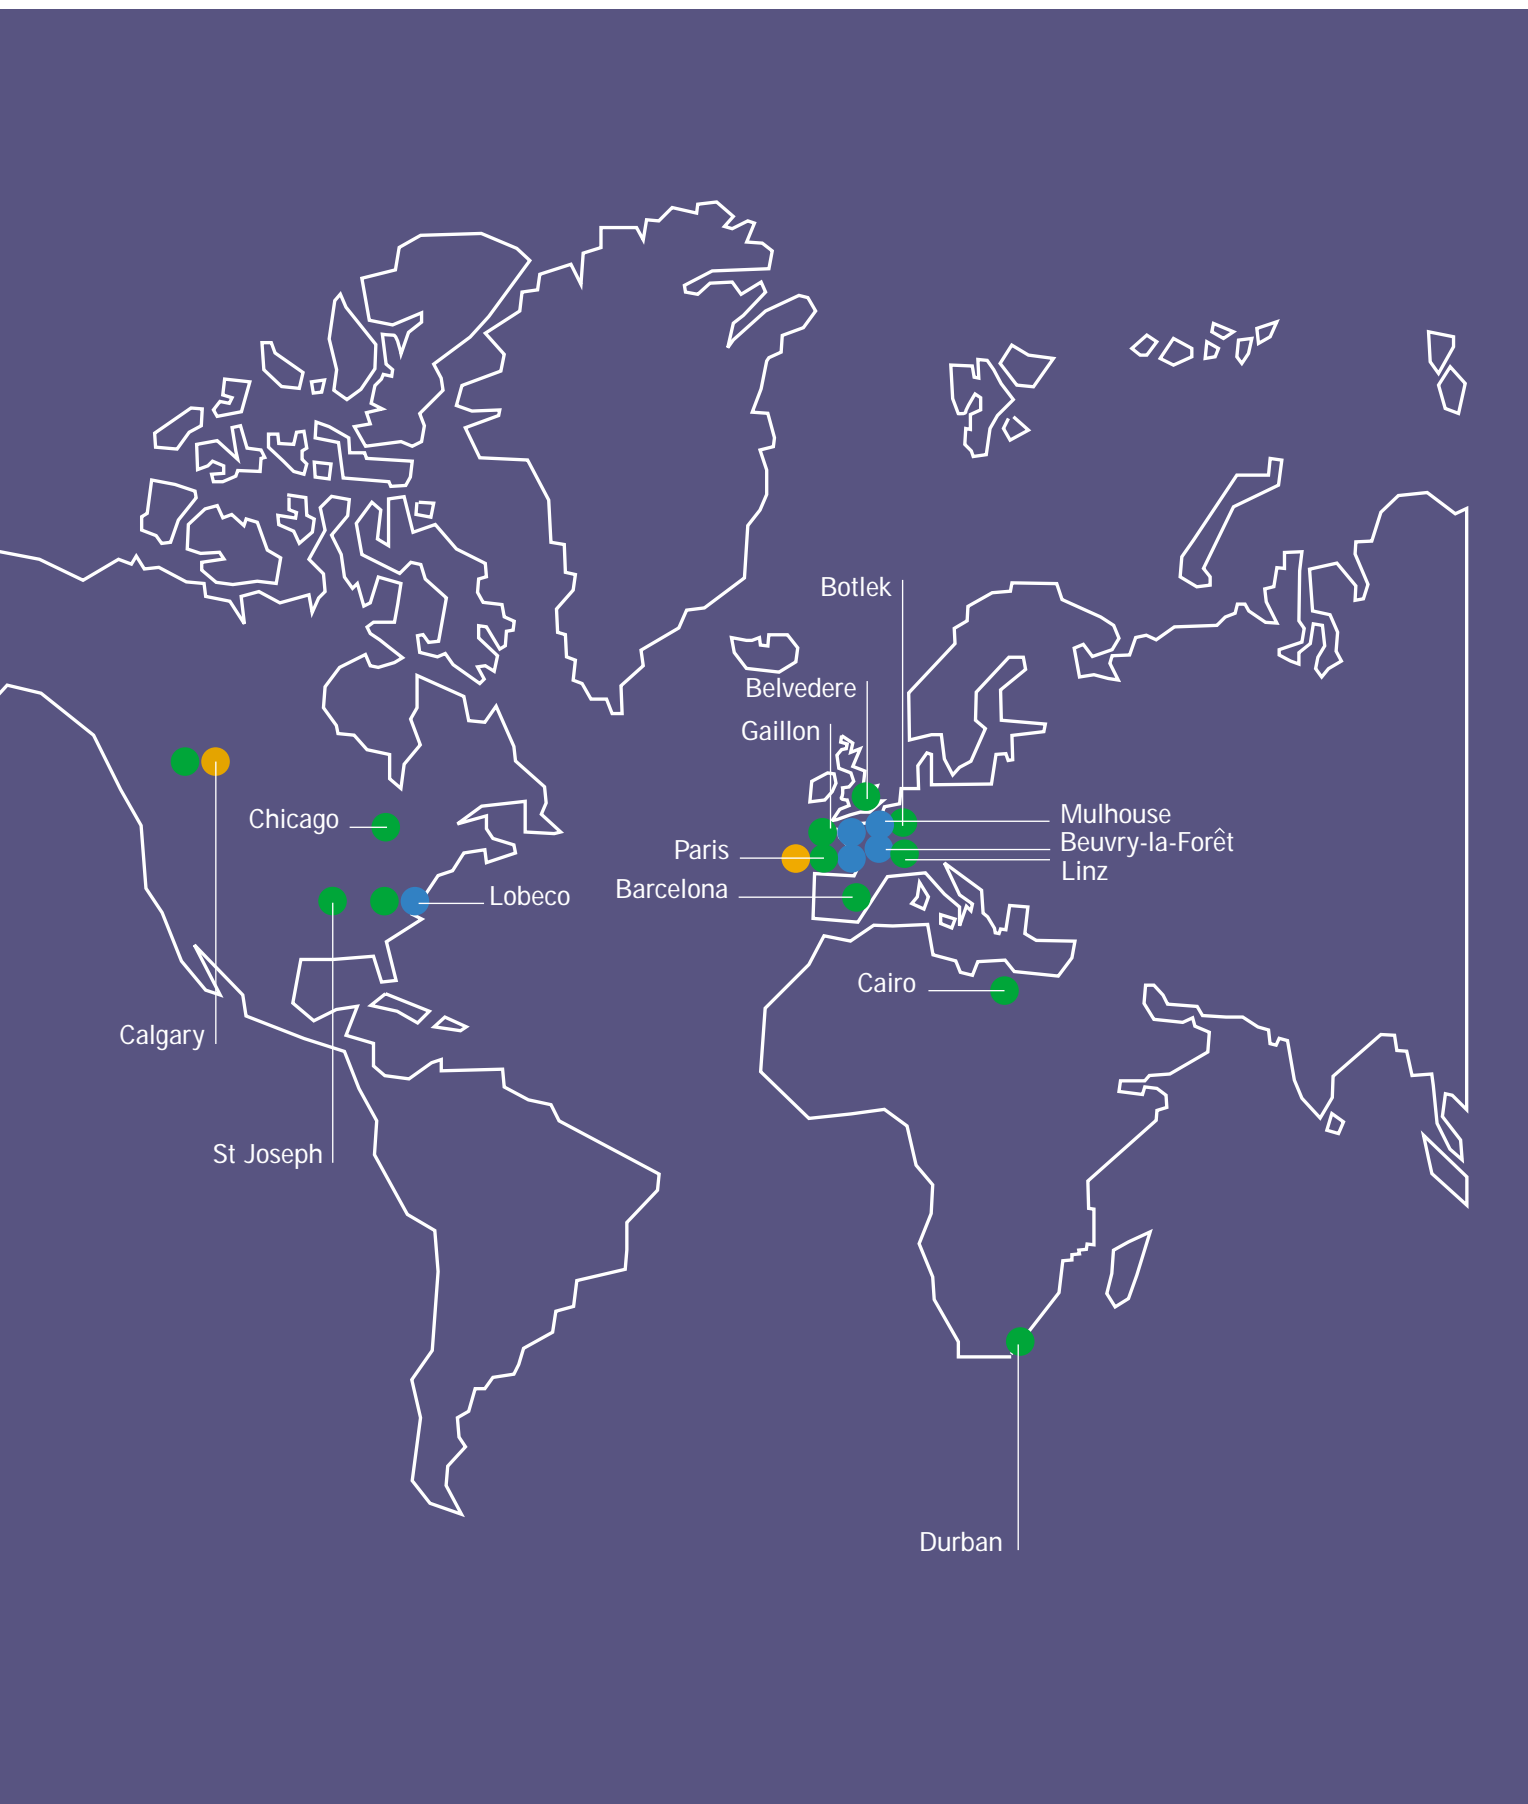 Botlek
Belvedere
Gaillon
Chicago
Mulhouse
Beuvry-la-Forêt
Paris
Linz
Barcelona
Lobeco
Cairo
Calgary
St Joseph
Durban